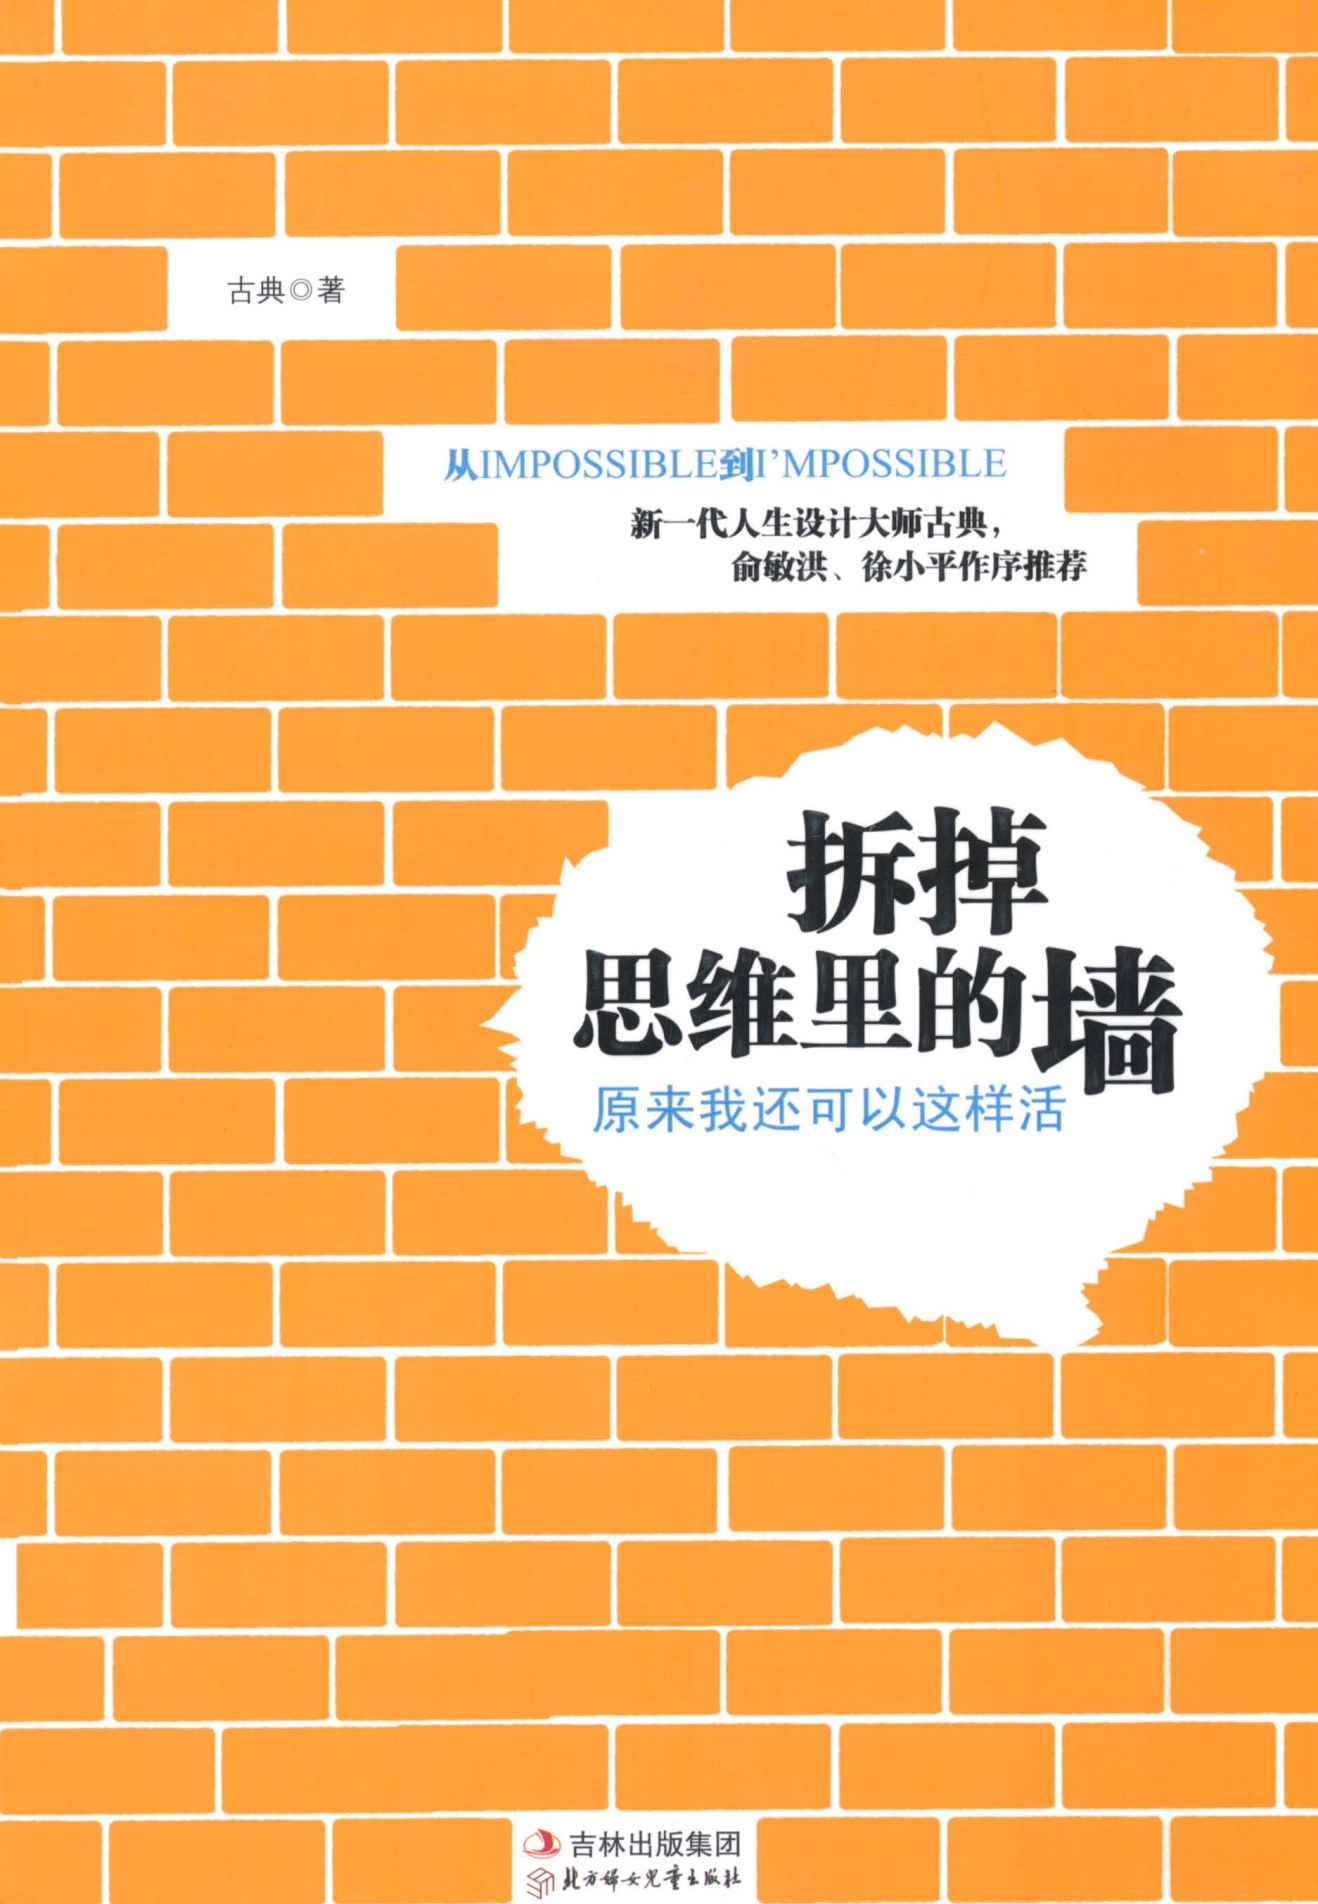 古典◎著
从IMPOSSIBLE到I'MPOSSIBLE
新一代人生设计大师古典，
俞敏洪、徐小平作序推荐
拆掉
思维里的墙
原来我还可以这样活
吉林出版集团
北方婦女兒童出版社